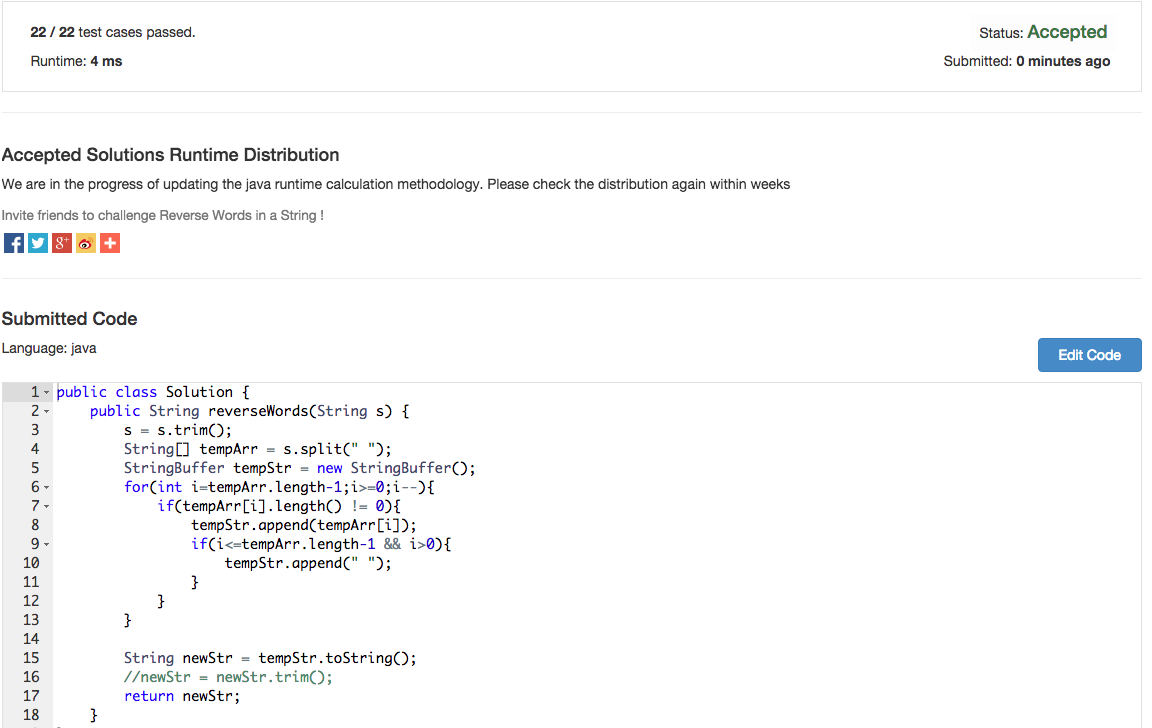 22 / 22 test cases passed.
Status: Accepted
Runtime: 4 ms
Submitted: 0 minutes ago
Accepted Solutions Runtime Distribution
We are in the progress of updating the java runtime calculation methodology. Please check the distribution again within weeks
Invite friends to challenge Reverse Words in a String !
Submitted Code
Language: java
Edit Code
1 public class Solution {
2     public String reverseWords(String s) {
3         s = s.trim();
4         String[] tempArr = s.split(" ");
5         StringBuffer tempStr = new StringBuffer();
6         for(int i=tempArr.length-1;i>=0;i--){
7             if(tempArr[i].length() != 0){
8                 tempStr.append(tempArr[i]);
9                 if(i<=tempArr.length-1 && i>0){
10                     tempStr.append(" ");
11                 }
12             }
13         }
14
15         String newStr = tempStr.toString();
16         //newStr = newStr.trim();
17         return newStr;
18     }